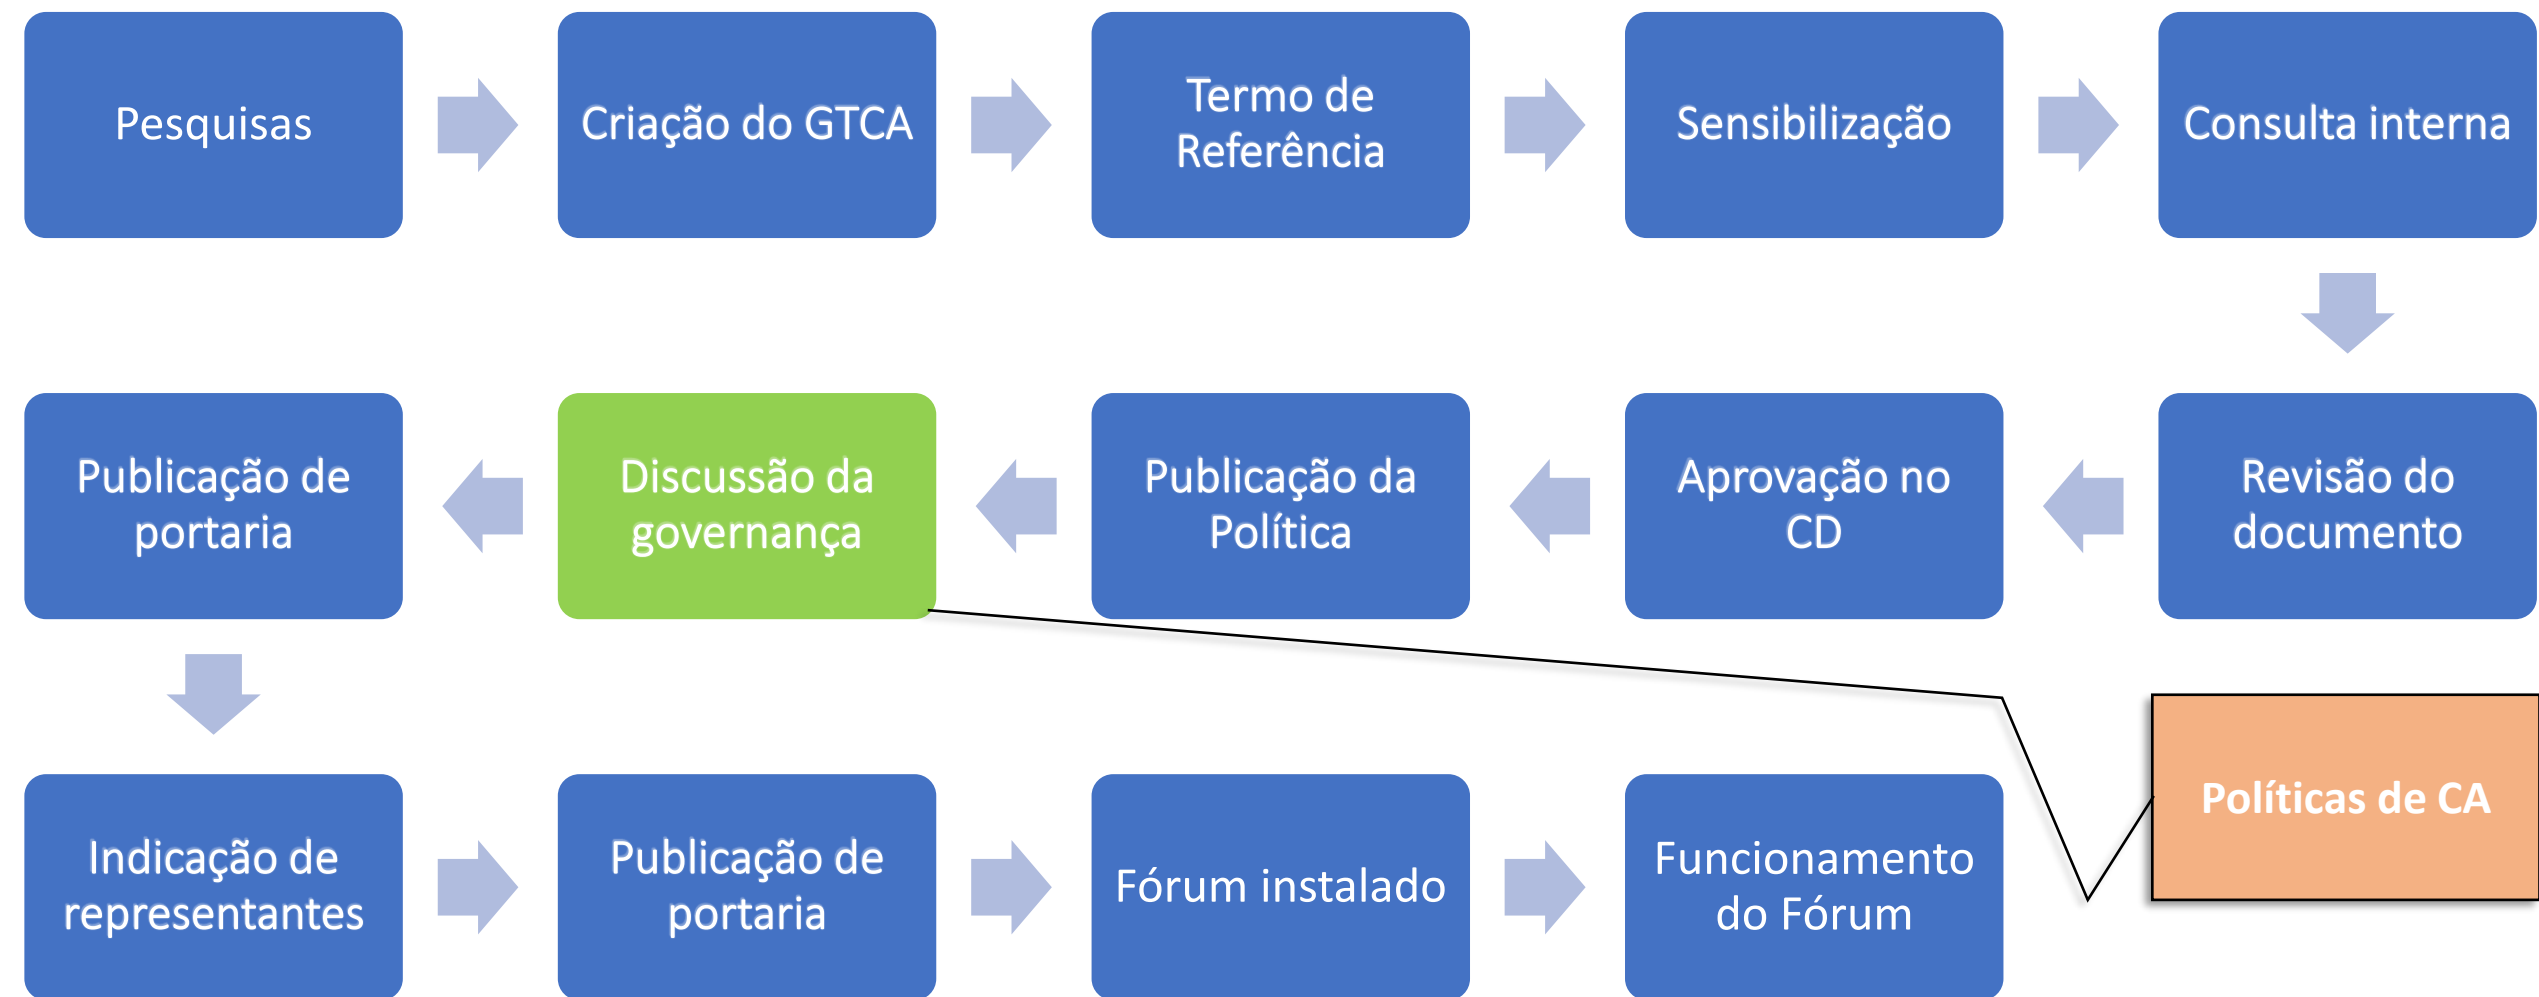 Pesquisas
Criação do GTCA
Termo de
Referência
Sensibilização
Consulta interna
Revisão do
documento
Aprovação no
CD
Publicação da
Política
Discussão da
governança
Publicação de
portaria
Indicação de
representantes
Publicação de
portaria
Fórum instalado
Funcionamento
do Fórum
Políticas de CA